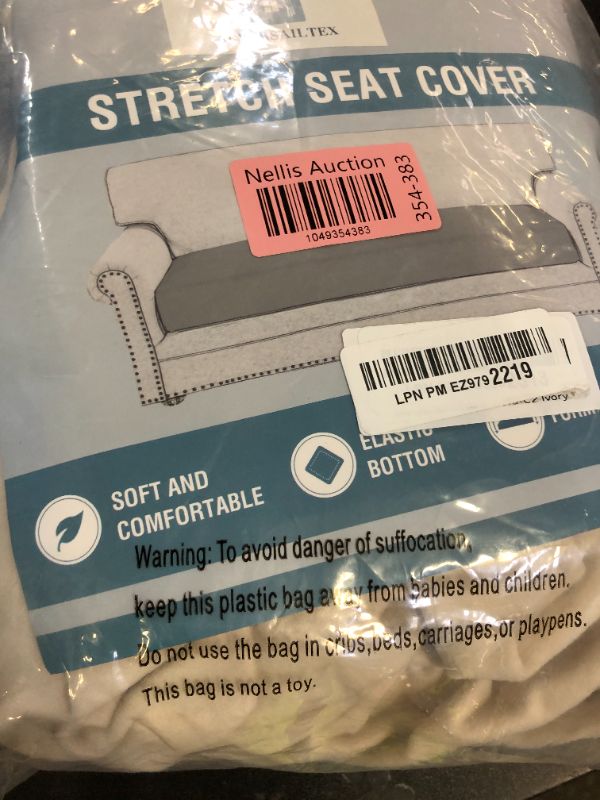 STRETCH SEAT COVER
Nellis Auction
1049354383
354-383
LPN PM EZ9792219
Ivory
ELASTIC
BOTTOM
SOFT AND
COMFORTABLE
Warning: To avoid danger of suffocation,
keep this plastic bag away from babies and children.
Do not use the bag in cribs,beds,carriages,or playpens.
This bag is not a toy.